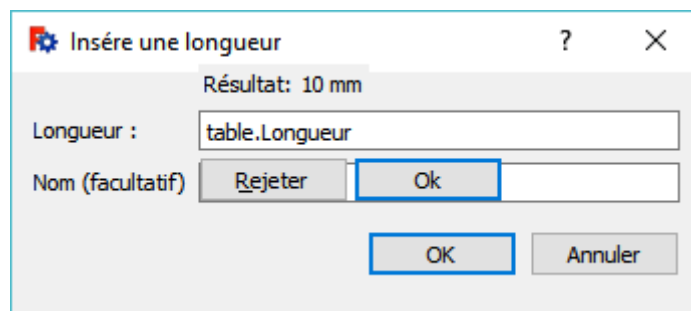 Insére une longueur ? X
Résultat: 10 mm
Longueur : table.Longueur
Nom (facultatif) Rejeter Ok
OK Annuler